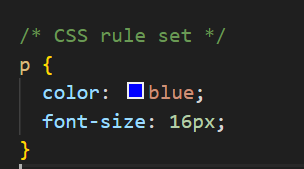 /* CSS rule set */
p {
  color: blue;
  font-size: 16px;
}